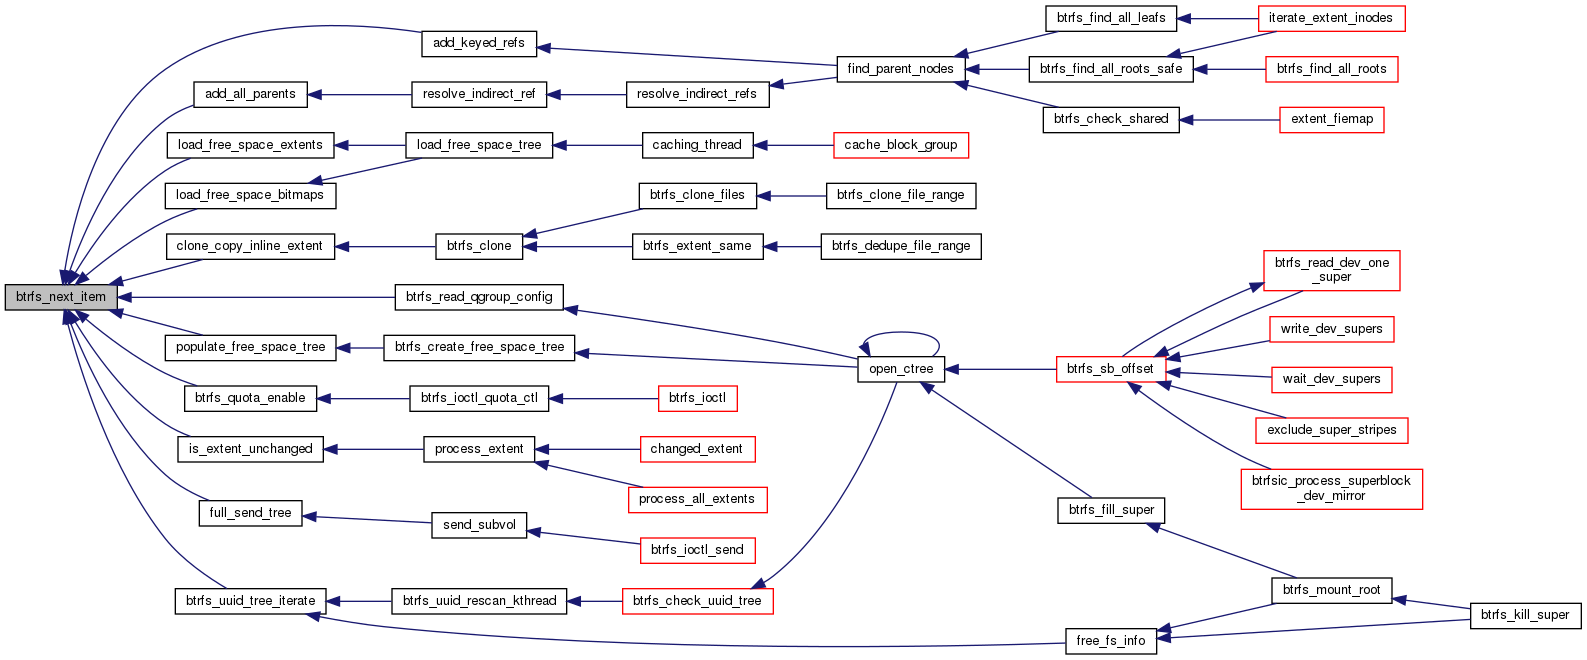 btrfs_find_all_leafs
iterate_extent_inodes
add_keyed_refs
find_parent_nodes
btrfs_find_all_roots_safe
btrfs_find_all_roots
add_all_parents
resolve_indirect_ref
resolve_indirect_refs
btrfs_check_shared
extent_fiemap
load_free_space_extents
load_free_space_tree
caching_thread
cache_block_group
load_free_space_bitmaps
btrfs_clone_files
btrfs_clone_file_range
clone_copy_inline_extent
btrfs_clone
btrfs_extent_same
btrfs_dedupe_file_range
btrfs_read_dev_one
_super
btrfs_next_item
btrfs_read_qgroup_config
write_dev_supers
populate_free_space_tree
btrfs_create_free_space_tree
open_ctree
btrfs_sb_offset
wait_dev_supers
btrfs_quota_enable
btrfs_ioctl_quota_ctl
btrfs_ioctl
exclude_super_stripes
is_extent_unchanged
process_extent
changed_extent
btrfsic_process_superblock
_dev_mirror
process_all_extents
full_send_tree
send_subvol
btrfs_fill_super
btrfs_ioctl_send
btrfs_mount_root
btrfs_uuid_tree_iterate
btrfs_uuid_rescan_kthread
btrfs_check_uuid_tree
btrfs_kill_super
free_fs_info